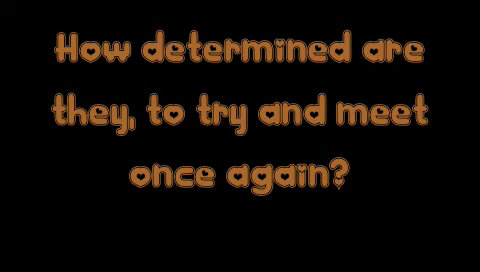 How determined are
they, to try and meet
once again?